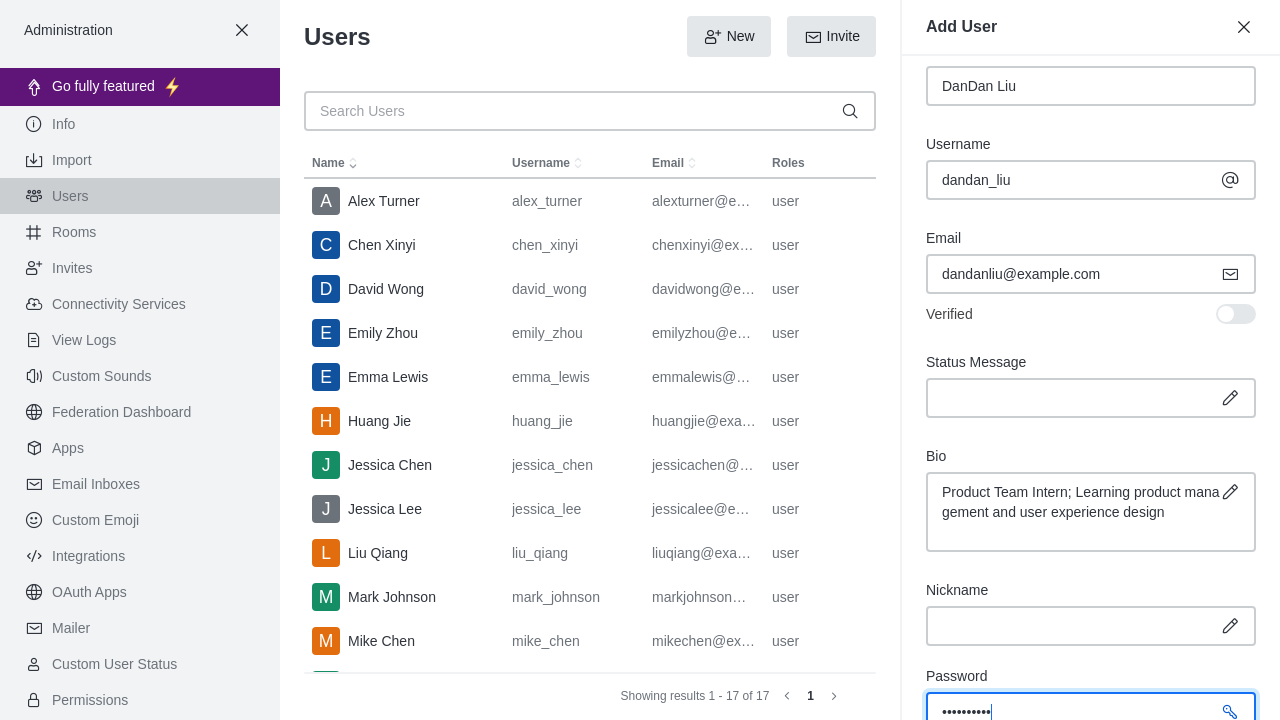 Administration
Go fully featured
Info
Import
Users
Rooms
Invites
Connectivity Services
View Logs
Custom Sounds
Federation Dashboard
Apps
Email Inboxes
Custom Emoji
Integrations
OAuth Apps
Mailer
Custom User Status
Permissions
Users
New
Invite
Search Users
Name Username Email Roles
A Alex Turner alex_turner alexturner@e… user
C Chen Xinyi chen_xinyi chenxinyi@ex… user
D David Wong david_wong davidwong@e… user
E Emily Zhou emily_zhou emilyzhou@e… user
E Emma Lewis emma_lewis emmalewis@… user
H Huang Jie huang_jie huangjie@exa… user
J Jessica Chen jessica_chen jessicachen@… user
J Jessica Lee jessica_lee jessicalee@e… user
L Liu Qiang liu_qiang liuqiang@exa… user
M Mark Johnson mark_johnson markjohnson… user
M Mike Chen mike_chen mikechen@ex… user
Showing results 1 - 17 of 17 1
Add User
DanDan Liu
Username
dandan_liu
Email
dandanliu@example.com
Verified
Status Message
Bio
Product Team Intern; Learning product mana
gement and user experience design
Nickname
Password
••••••••••